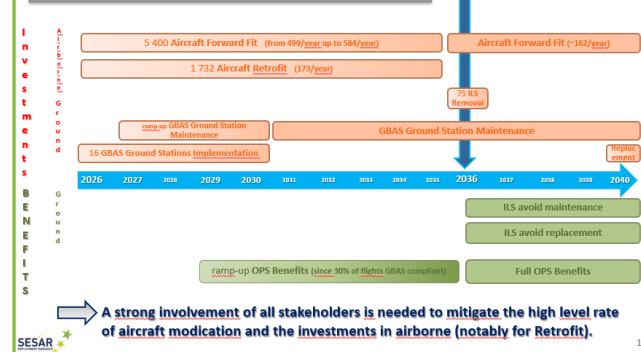 Investments
Airborne
5 400 Aircraft Forward Fit (from 499/year up to 584/year)
Aircraft Forward Fit (~162/year)
1 732 Aircraft Retrofit (173/year)
75 ILS
Removal
Ground
ramp-up GBAS Ground Station
Maintenance
GBAS Ground Station Maintenance
16 GBAS Ground Stations Implementation
Replac
ement
2026 2027 2028 2029 2030 2031 2032 2033 2034 2035 2036 2037 2038 2039 2040
BENEFITS
Ground
ILS avoid maintenance
ILS avoid replacement
ramp-up OPS Benefits (since 30% of flights GBAS compliant)
Full OPS Benefits
A strong involvement of all stakeholders is needed to mitigate the high level rate
of aircraft modication and the investments in airborne (notably for Retrofit).
SESAR
DEPLOYMENT MANAGER
1